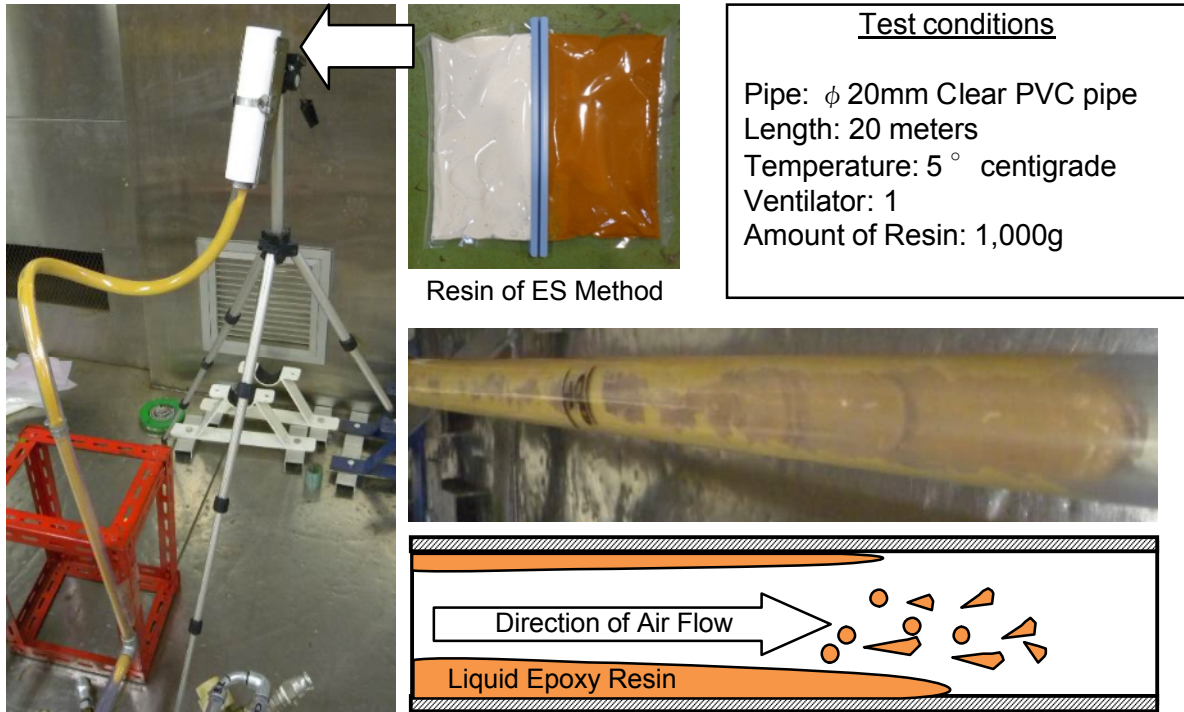 Resin of ES Method
Test conditions
Pipe: ϕ 20mm Clear PVC pipe
Length: 20 meters
Temperature: 5 ° centigrade
Ventilator: 1
Amount of Resin: 1,000g
Direction of Air Flow
Liquid Epoxy Resin